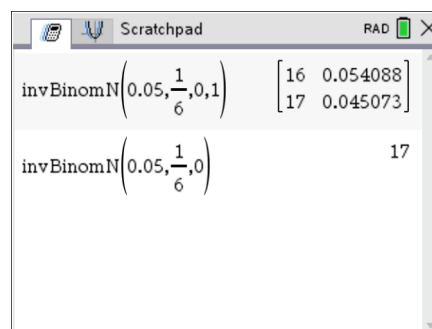 Scratchpad
RAD
invBinomN(0.05,1/6,0,1)
[16 0.054088
17 0.045073]
invBinomN(0.05,1/6,0)
17